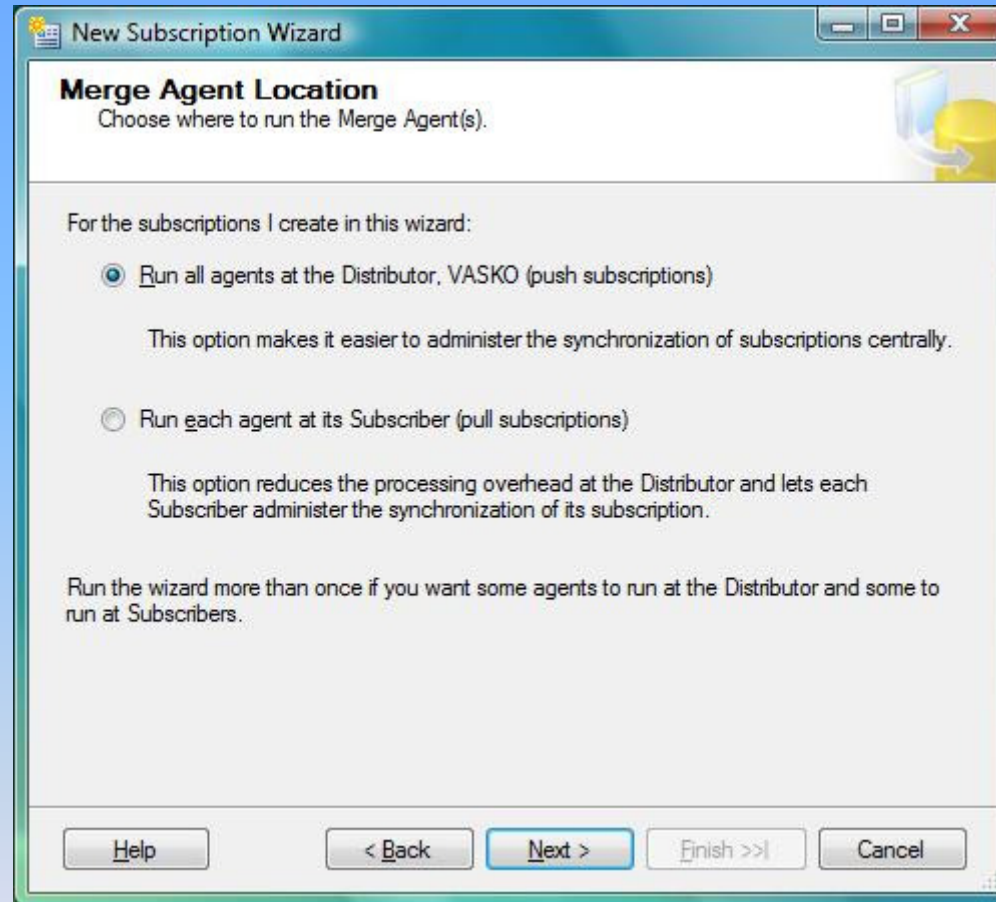 New Subscription Wizard
Merge Agent Location
Choose where to run the Merge Agent(s).
For the subscriptions I create in this wizard:
Run all agents at the Distributor, VASKO (push subscriptions)
This option makes it easier to administer the synchronization of subscriptions centrally.
Run each agent at its Subscriber (pull subscriptions)
This option reduces the processing overhead at the Distributor and lets each
Subscriber administer the synchronization of its subscription.
Run the wizard more than once if you want some agents to run at the Distributor and some to
run at Subscribers.
Help < Back Next > Finish >>| Cancel